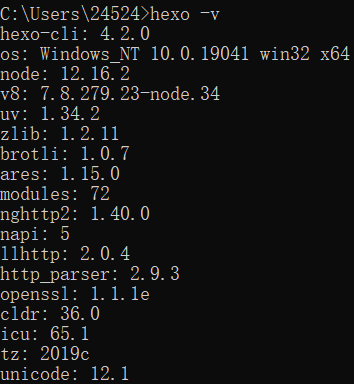 C:\Users\24524>hexo -v
hexo-cli: 4.2.0
os: Windows_NT 10.0.19041 win32 x64
node: 12.16.2
v8: 7.8.279.23-node.34
uv: 1.34.2
zlib: 1.2.11
brotli: 1.0.7
ares: 1.15.0
modules: 72
nghttp2: 1.40.0
napi: 5
llhttp: 2.0.4
http_parser: 2.9.3
openssl: 1.1.1e
cldr: 36.0
icu: 65.1
tz: 2019c
unicode: 12.1